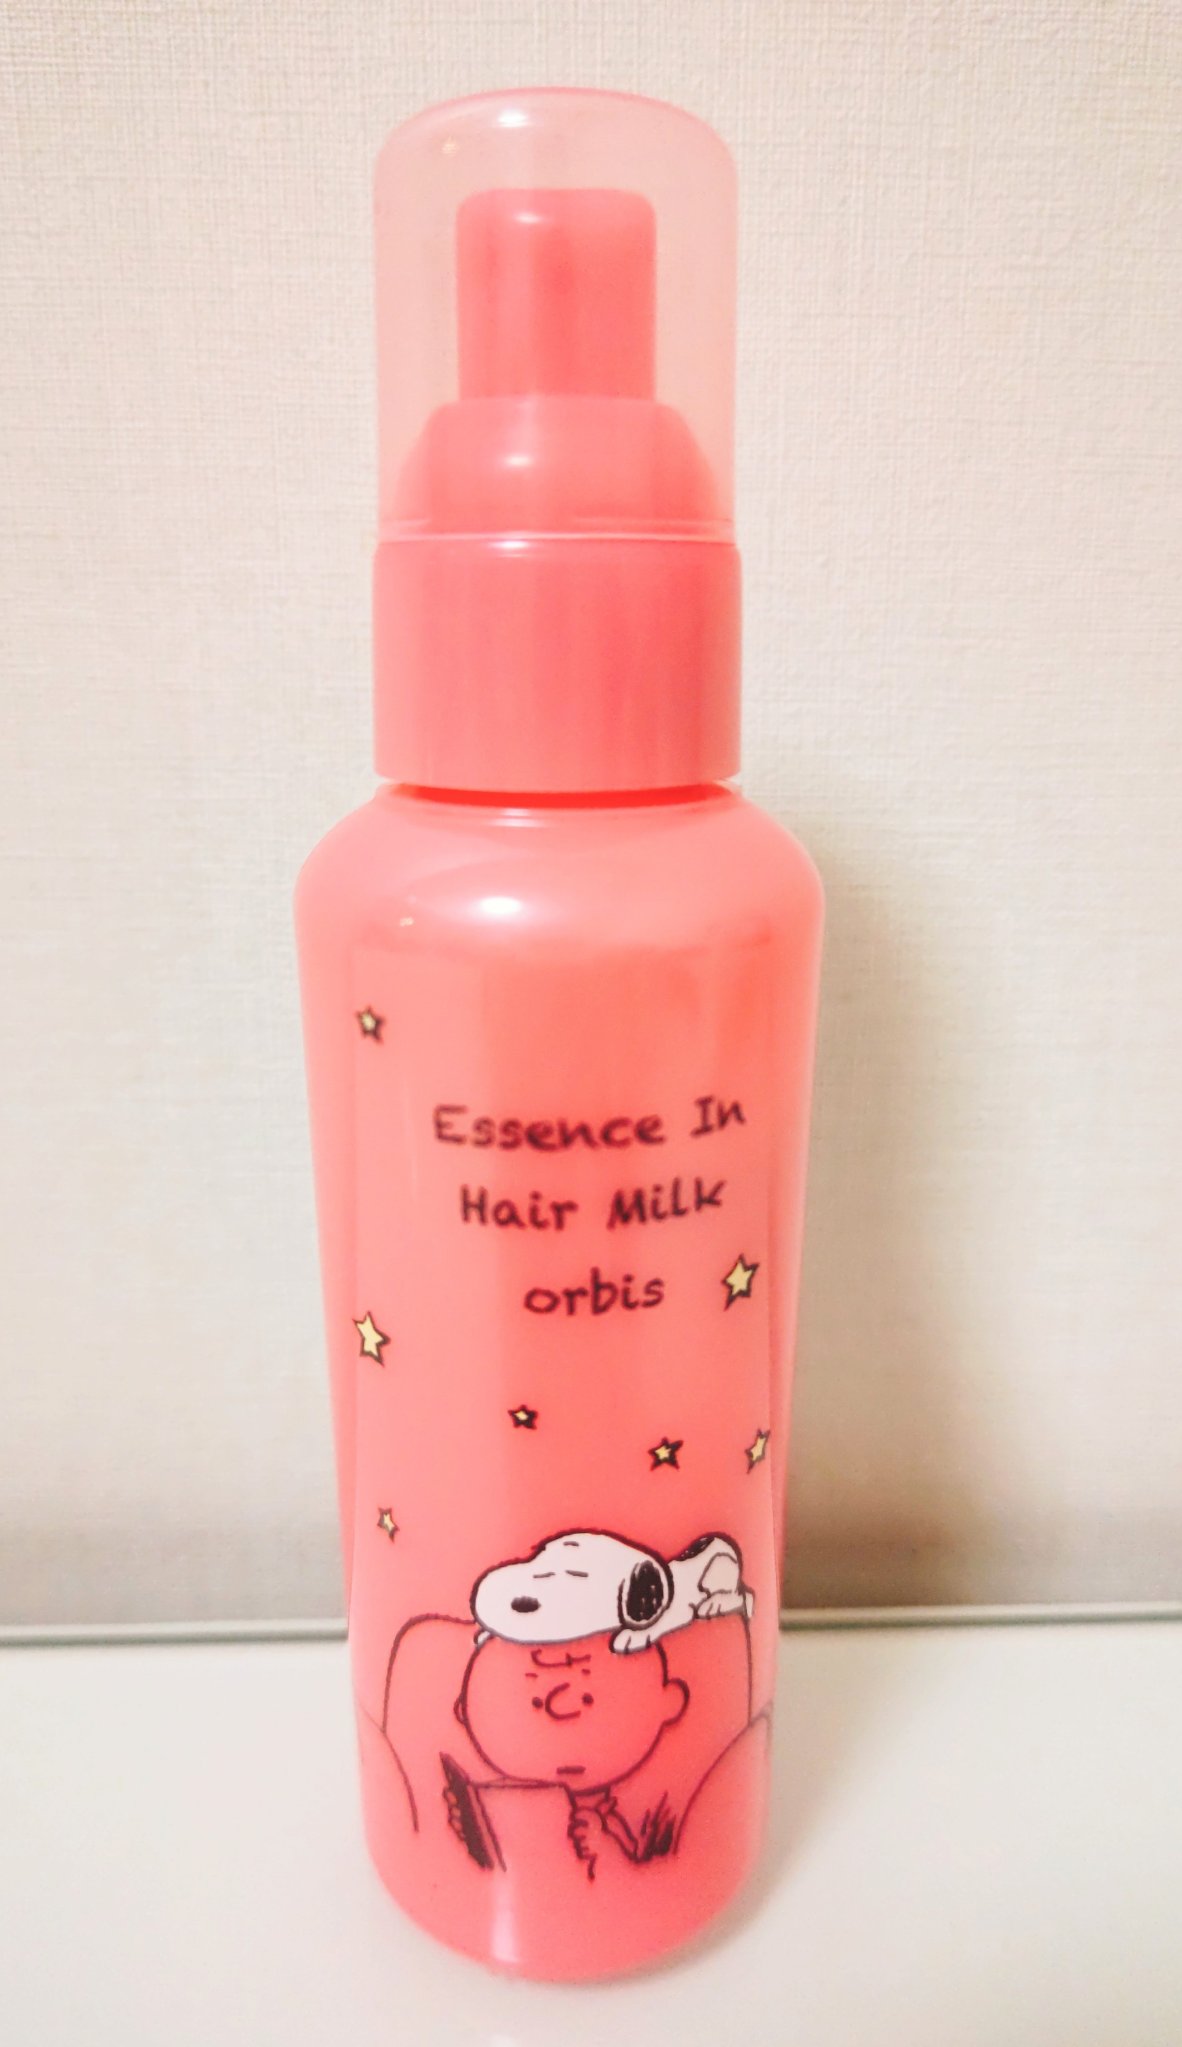 Essence In
Hair Milk
orbis